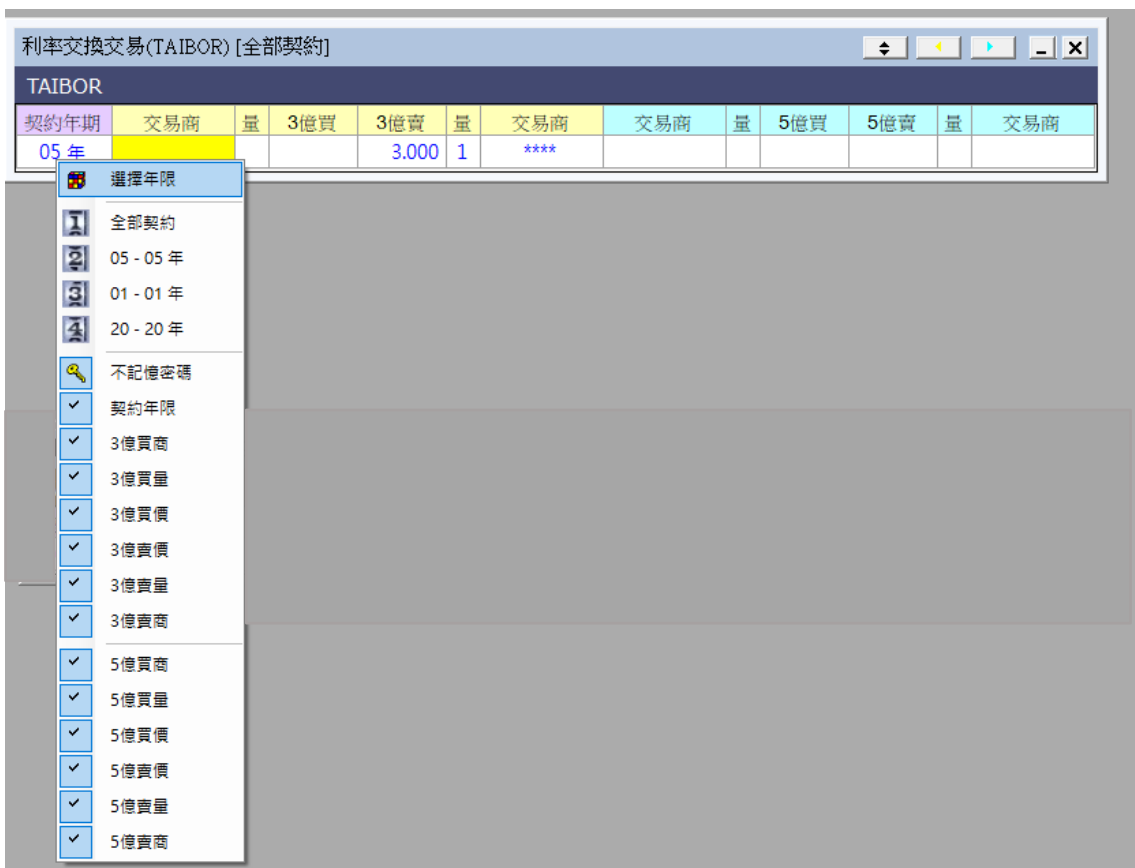 利率交換交易(TAIBOR) [全部契約]
TAIBOR
契約年期 交易商 量 3億買 3億賣 量 交易商 交易商 量 5億買 5億賣 量 交易商
05 年 3.000 1 ****
選擇年限
1 全部契約
2 05 - 05 年
3 01 - 01 年
4 20 - 20 年
不記憶密碼
契約年限
3億買商
3億買量
3億買價
3億賣價
3億賣量
3億賣商
5億買商
5億買量
5億買價
5億賣價
5億賣量
5億賣商